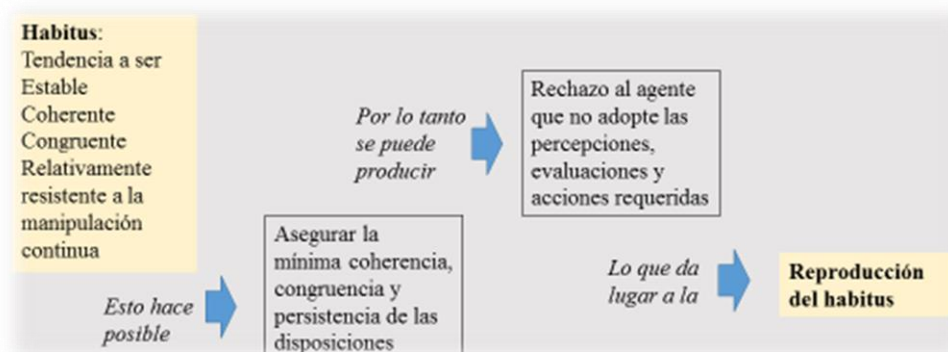 Habitus:
Tendencia a ser
Estable
Coherente
Congruente
Relativamente
resistente a la
manipulación
continua
Esto hace
posible
Asegurar la
mínima coherencia,
congruencia y
persistencia de las
disposiciones
Por lo tanto
se puede
producir
Rechazo al agente
que no adopte las
percepciones,
evaluaciones y
acciones requeridas
Lo que da
lugar a la
Reproducción
del habitus